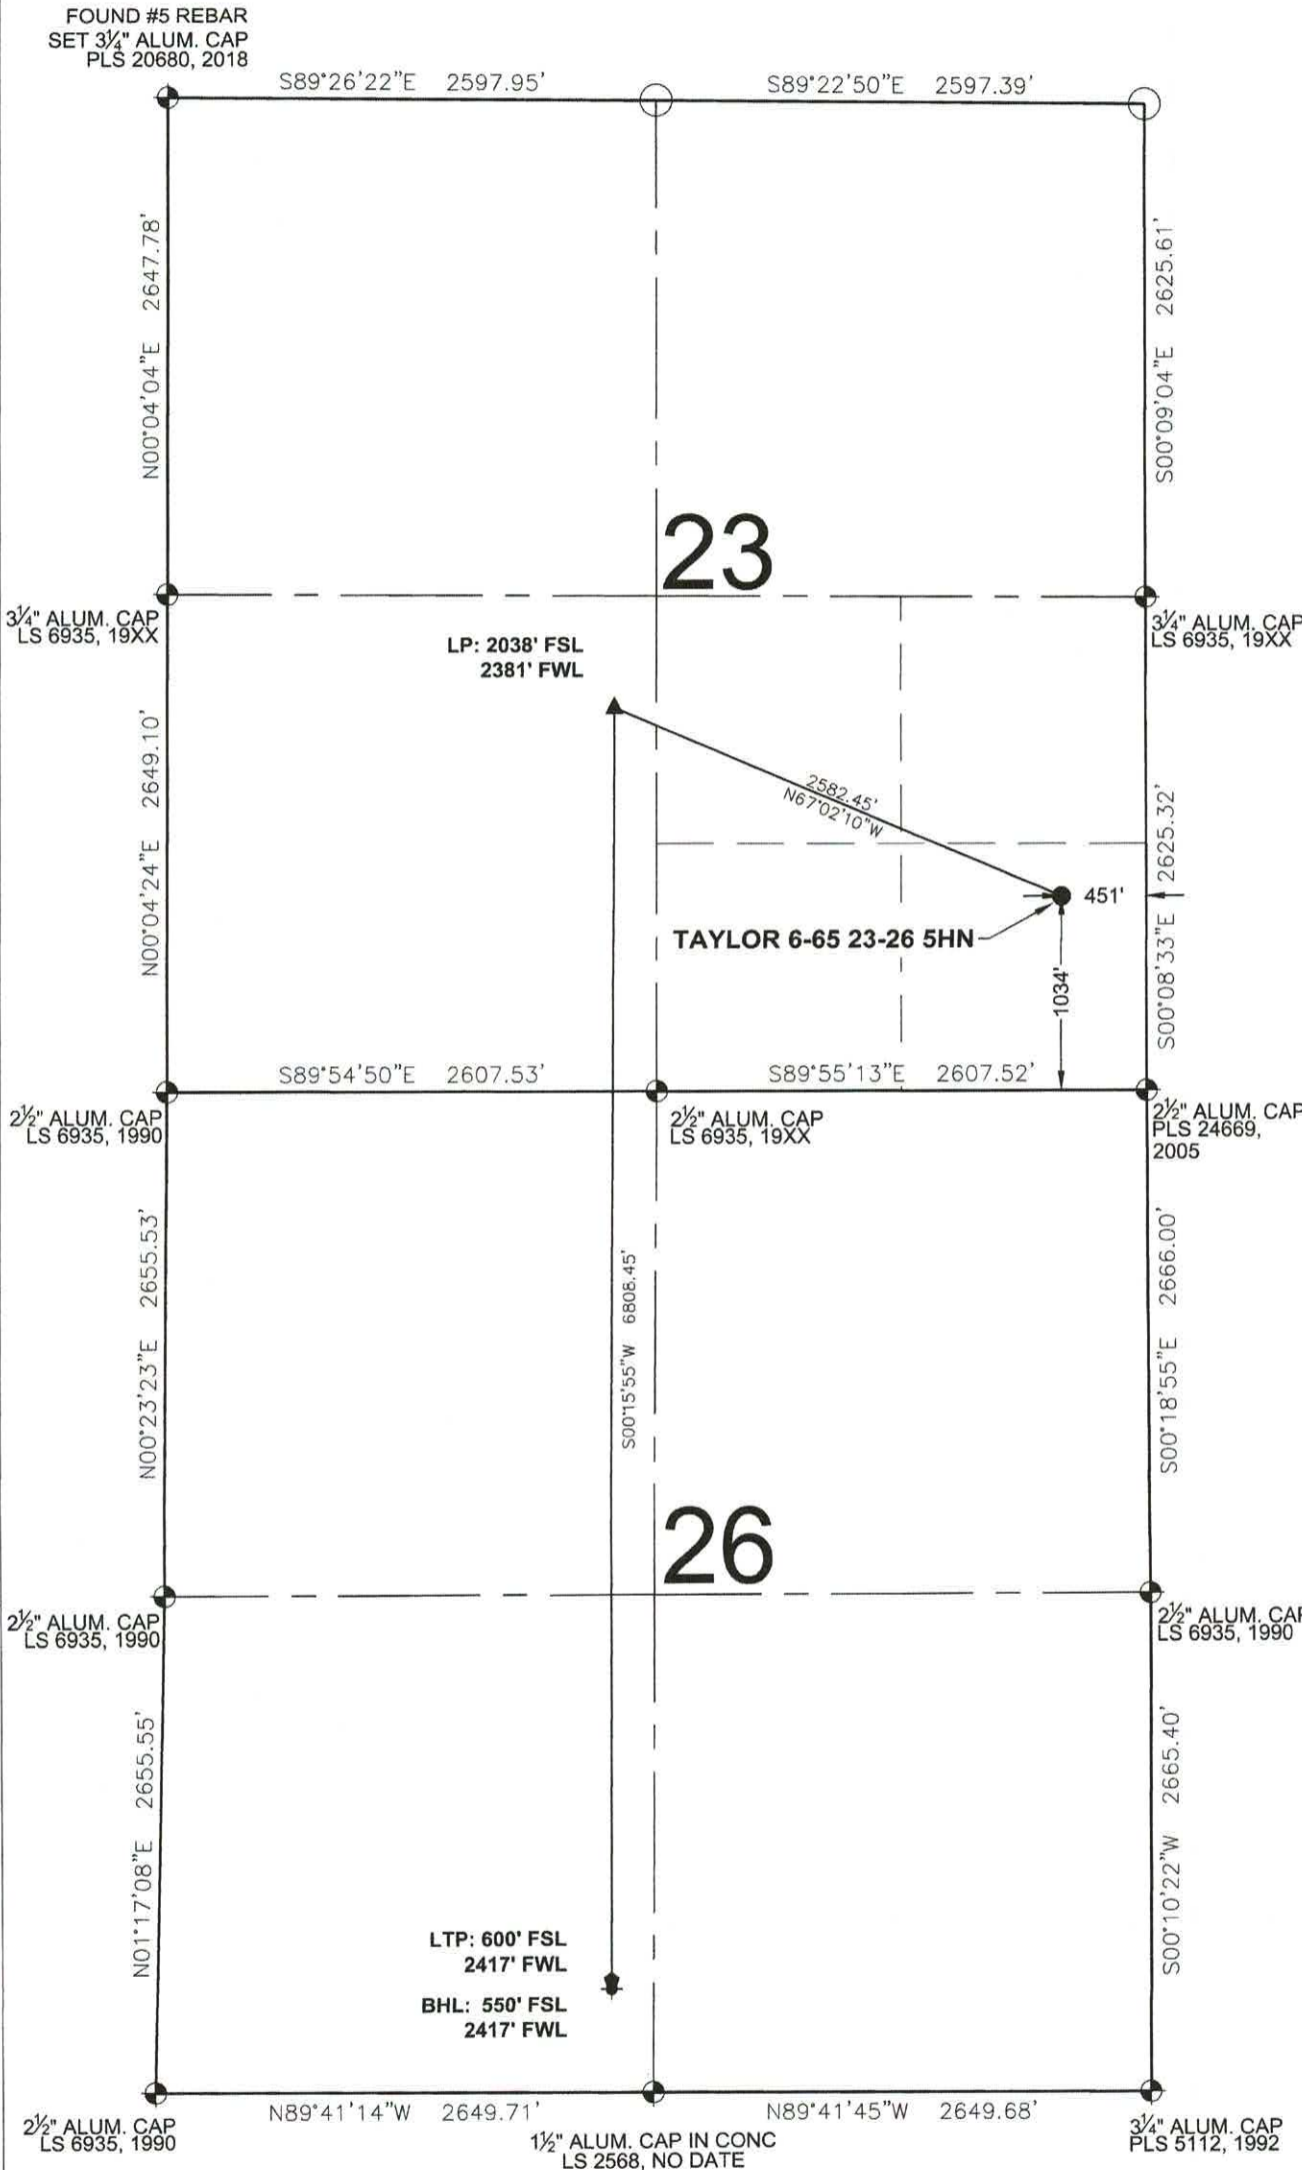 FOUND #5 REBAR
SET 3¼" ALUM. CAP
PLS 20680, 2018
S89°26'22"E 2597.95'
S89°22'50"E 2597.39'
N00°04'04"E 2647.78'
S00°09'04"E 2625.61'
23
3¼" ALUM. CAP
LS 6935, 19XX
3¼" ALUM. CAP
LS 6935, 19XX
LP: 2038' FSL
2381' FWL
N00°04'24"E 2649.10'
2582.45'
N67°02'10"W
S00°08'33"E 2625.32'
451'
TAYLOR 6-65 23-26 5HN
1034'
S89°54'50"E 2607.53'
S89°55'13"E 2607.52'
2½" ALUM. CAP
LS 6935, 1990
2½" ALUM. CAP
LS 6935, 19XX
2½" ALUM. CAP
PLS 24669,
2005
N00°23'23"E 2655.53'
S00°15'55"W 6808.45'
S00°18'55"E 2666.00'
26
2½" ALUM. CAP
LS 6935, 1990
2½" ALUM. CAP
LS 6935, 1990
N01°17'08"E 2655.55'
S00°10'22"W 2665.40'
LTP: 600' FSL
2417' FWL
BHL: 550' FSL
2417' FWL
N89°41'14"W 2649.71'
N89°41'45"W 2649.68'
2½" ALUM. CAP
LS 6935, 1990
1½" ALUM. CAP IN CONC
LS 2568, NO DATE
3¼" ALUM. CAP
PLS 5112, 1992